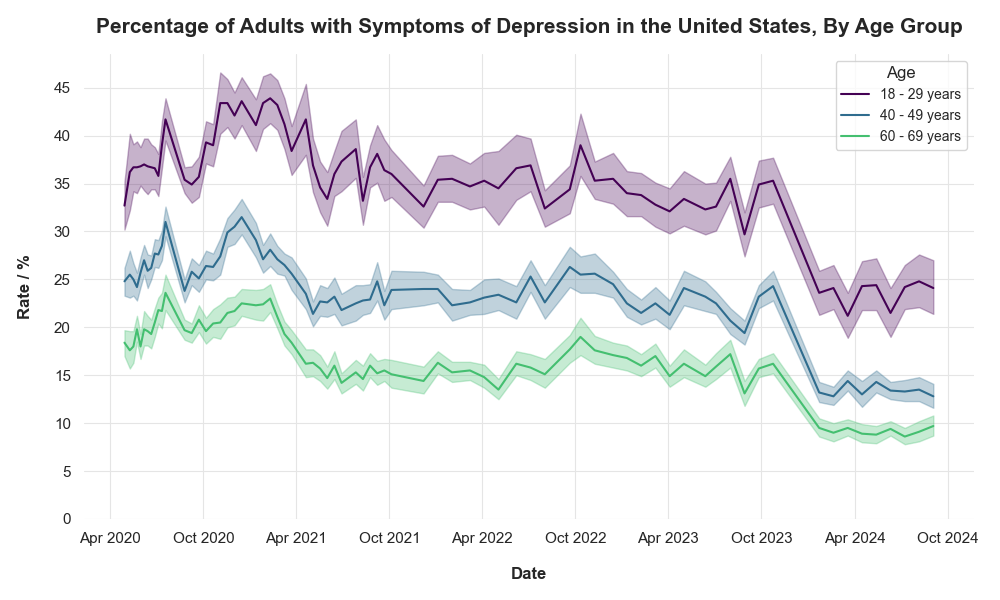 Percentage of Adults with Symptoms of Depression in the United States, By Age Group
Age
18 - 29 years
40 - 49 years
60 - 69 years
Rate / %
45
40
35
30
25
20
15
10
5
0
Apr 2020 Oct 2020 Apr 2021 Oct 2021 Apr 2022 Oct 2022 Apr 2023 Oct 2023 Apr 2024 Oct 2024
Date